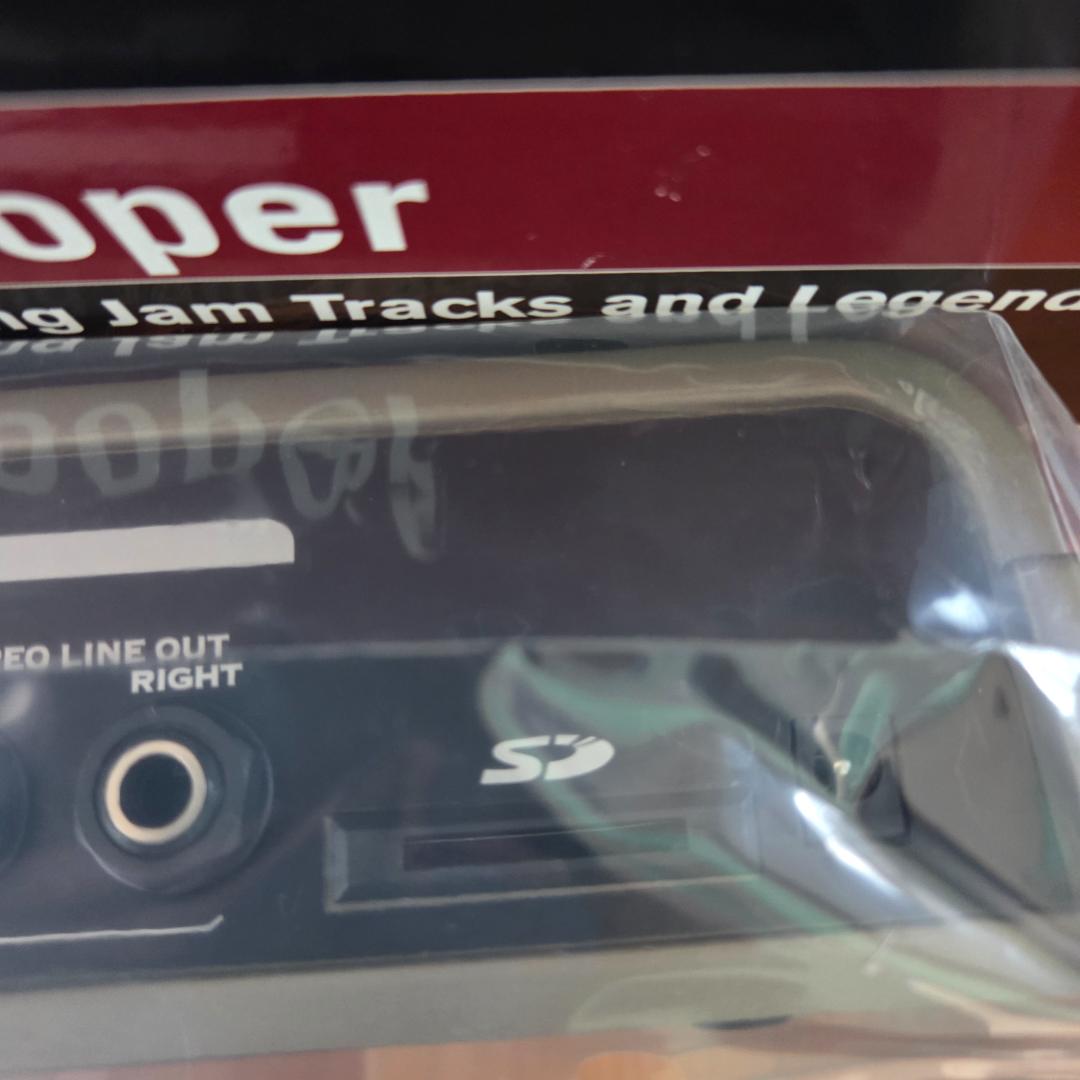 oper
ng Jam Tracks and Legend
EO LINE OUT
RIGHT
SD